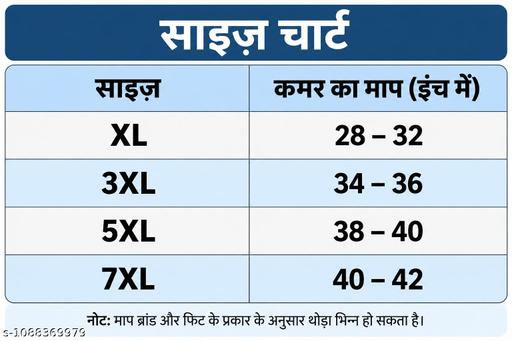 साइज़ चार्ट
साइज़ कमर का माप (इंच में)
XL 28 – 32
3XL 34 – 36
5XL 38 – 40
7XL 40 – 42
नोट: माप ब्रांड और फिट के प्रकार के अनुसार थोड़ा भिन्न हो सकता है।
s-1088369979